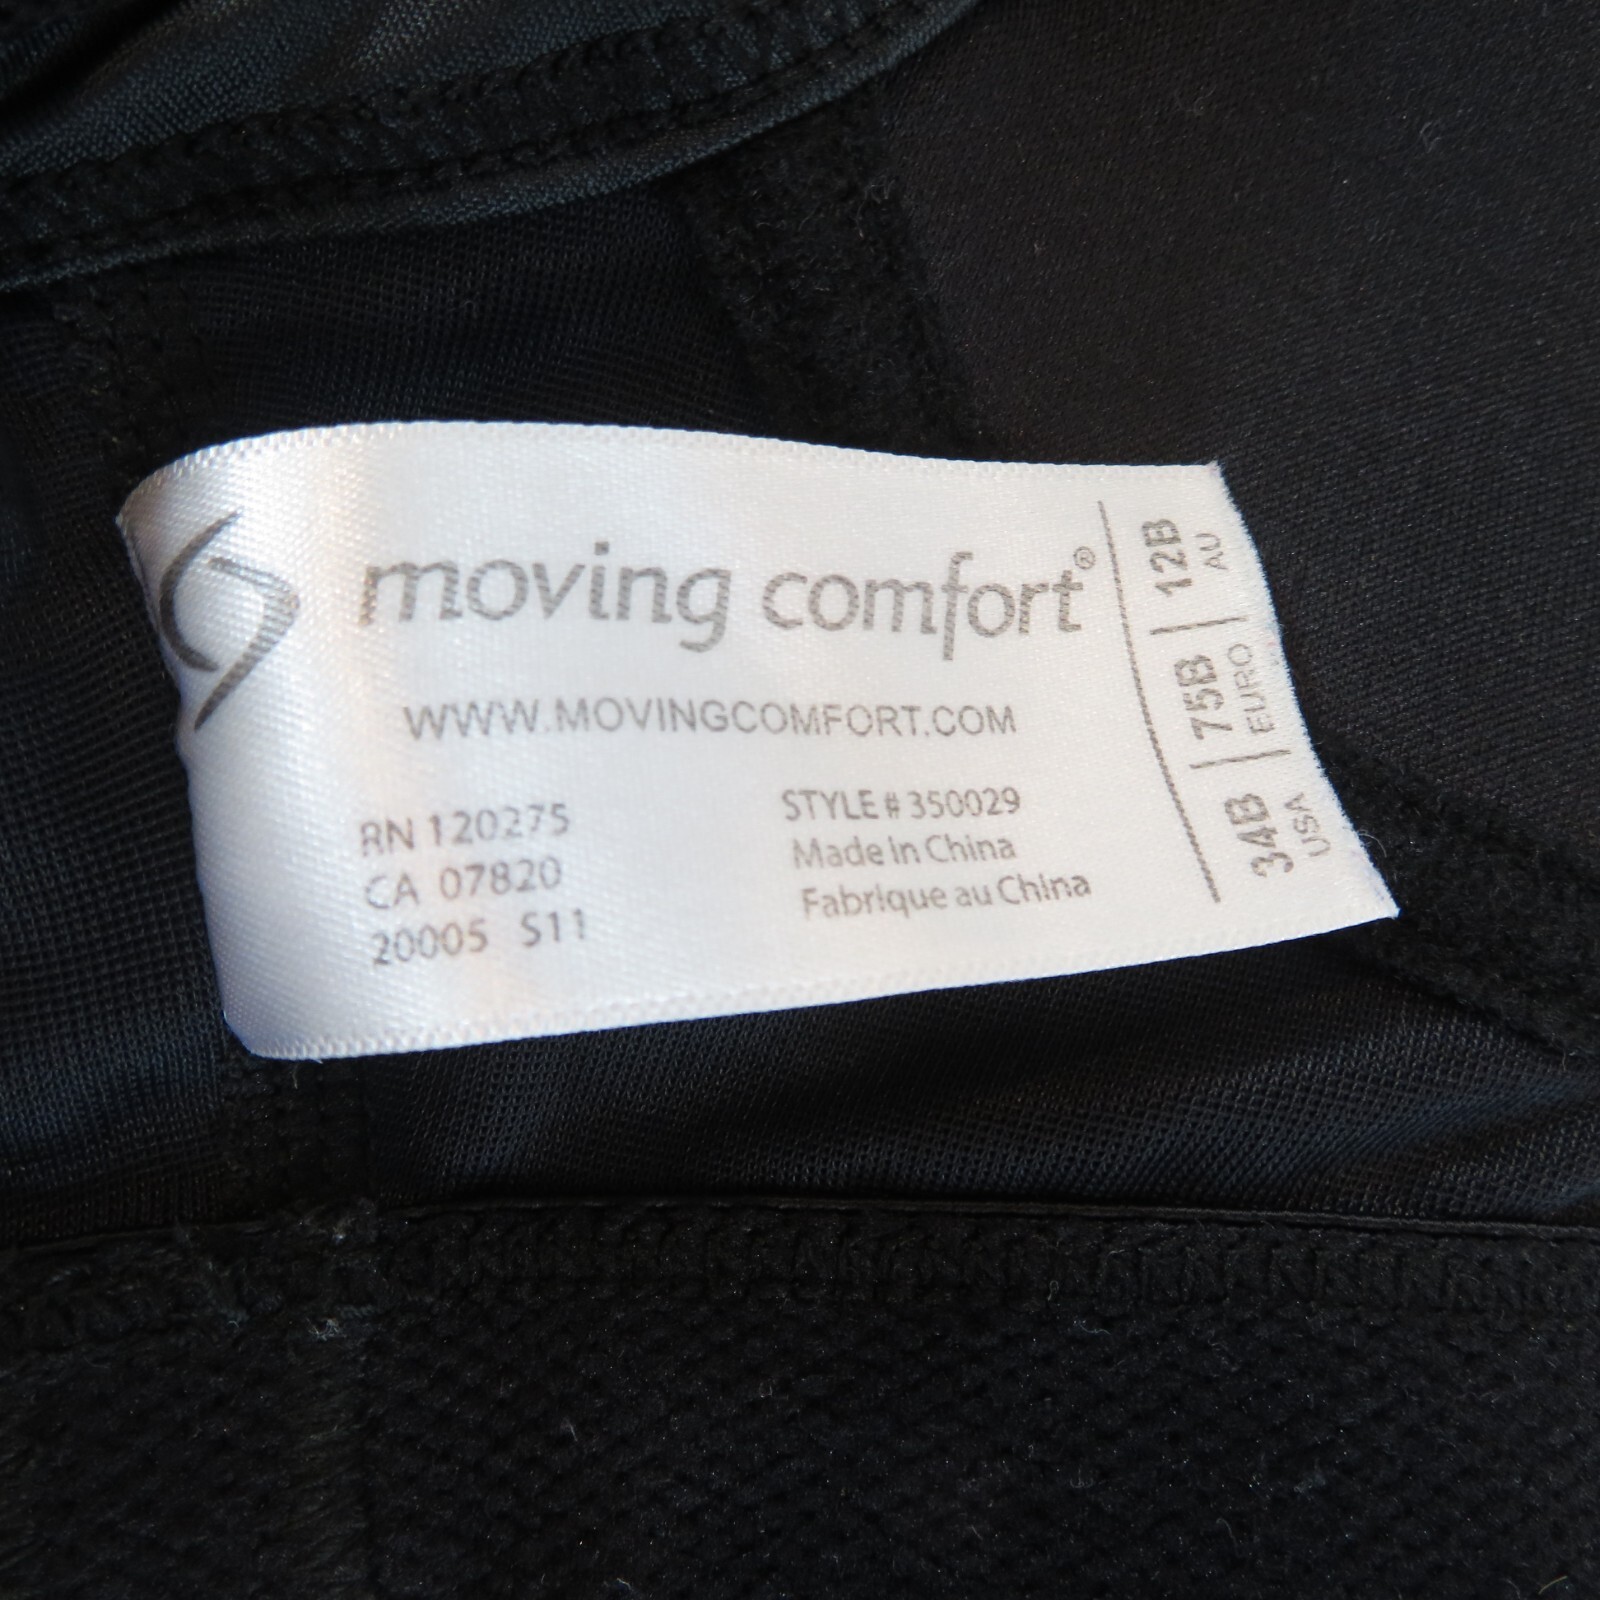 moving comfort®
WWW.MOVINGCOMFORT.COM
RN 120275
CA 07820
20005 S11
STYLE # 350029
Made in China
Fabrique au China
34B | 75B | 12B
USA EURO AU